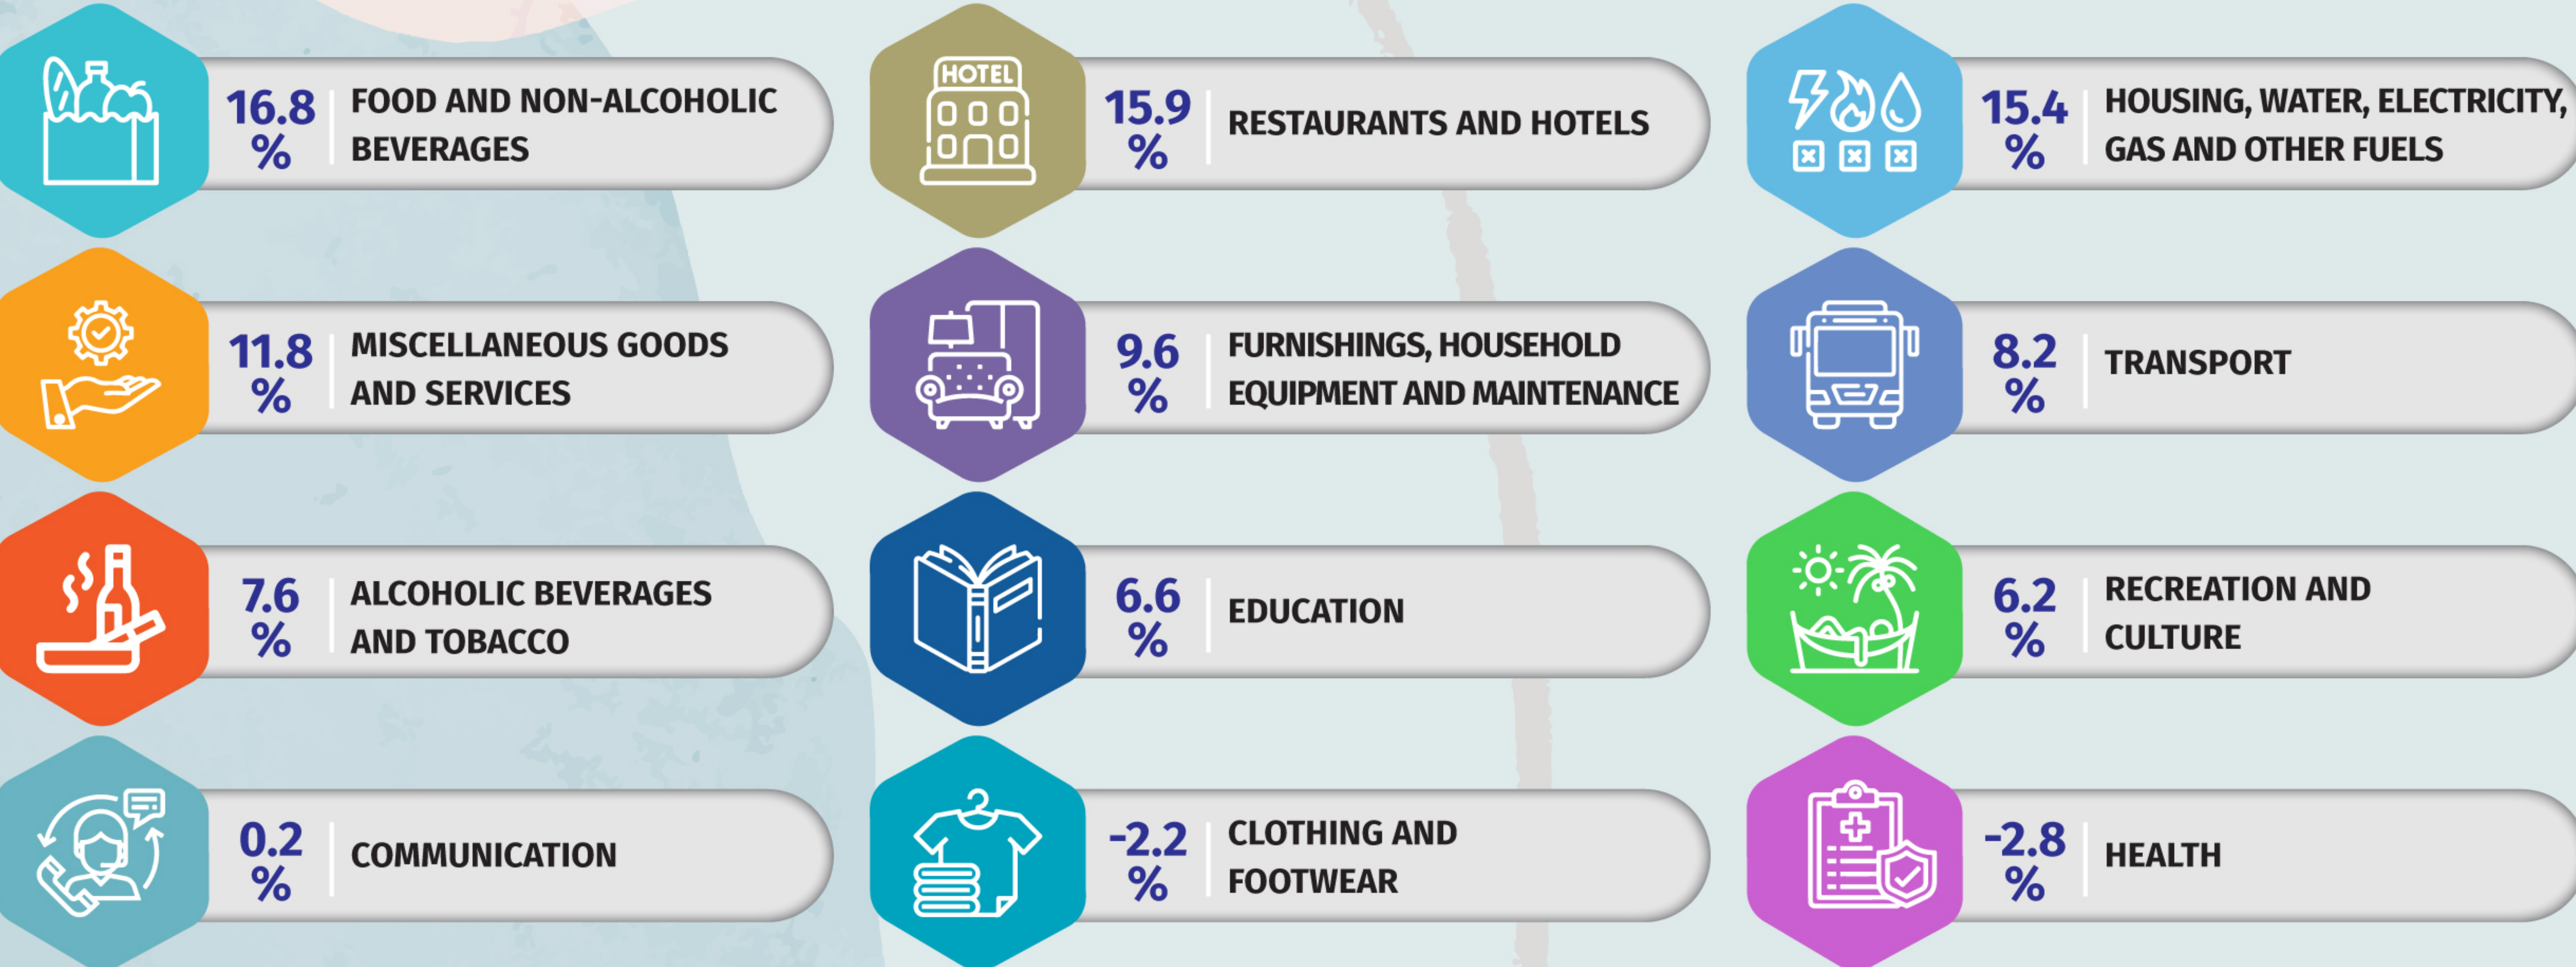 16.8
%
FOOD AND NON-ALCOHOLIC
BEVERAGES
HOTEL
15.9
%
RESTAURANTS AND HOTELS
15.4
%
HOUSING, WATER, ELECTRICITY,
GAS AND OTHER FUELS
11.8
%
MISCELLANEOUS GOODS
AND SERVICES
9.6
%
FURNISHINGS, HOUSEHOLD
EQUIPMENT AND MAINTENANCE
8.2
%
TRANSPORT
7.6
%
ALCOHOLIC BEVERAGES
AND TOBACCO
6.6
%
EDUCATION
6.2
%
RECREATION AND
CULTURE
0.2
%
COMMUNICATION
-2.2
%
CLOTHING AND
FOOTWEAR
-2.8
%
HEALTH